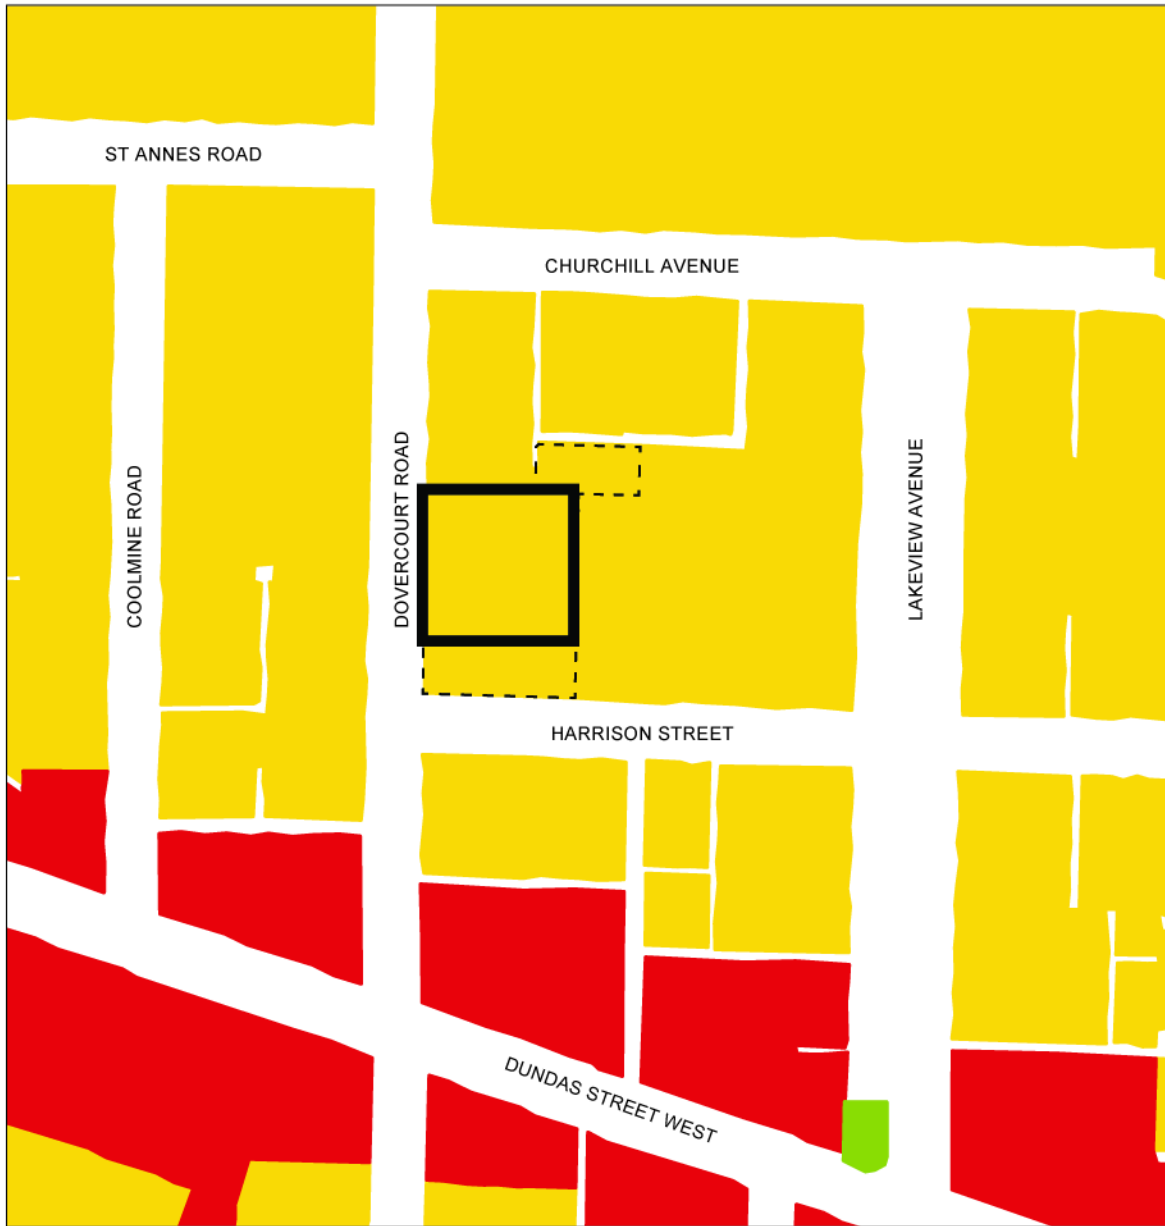 ST ANNES ROAD
CHURCHILL AVENUE
COOLMINE ROAD
DOVERCOURT ROAD
LAKEVIEW AVENUE
HARRISON STREET
DUNDAS STREET WEST